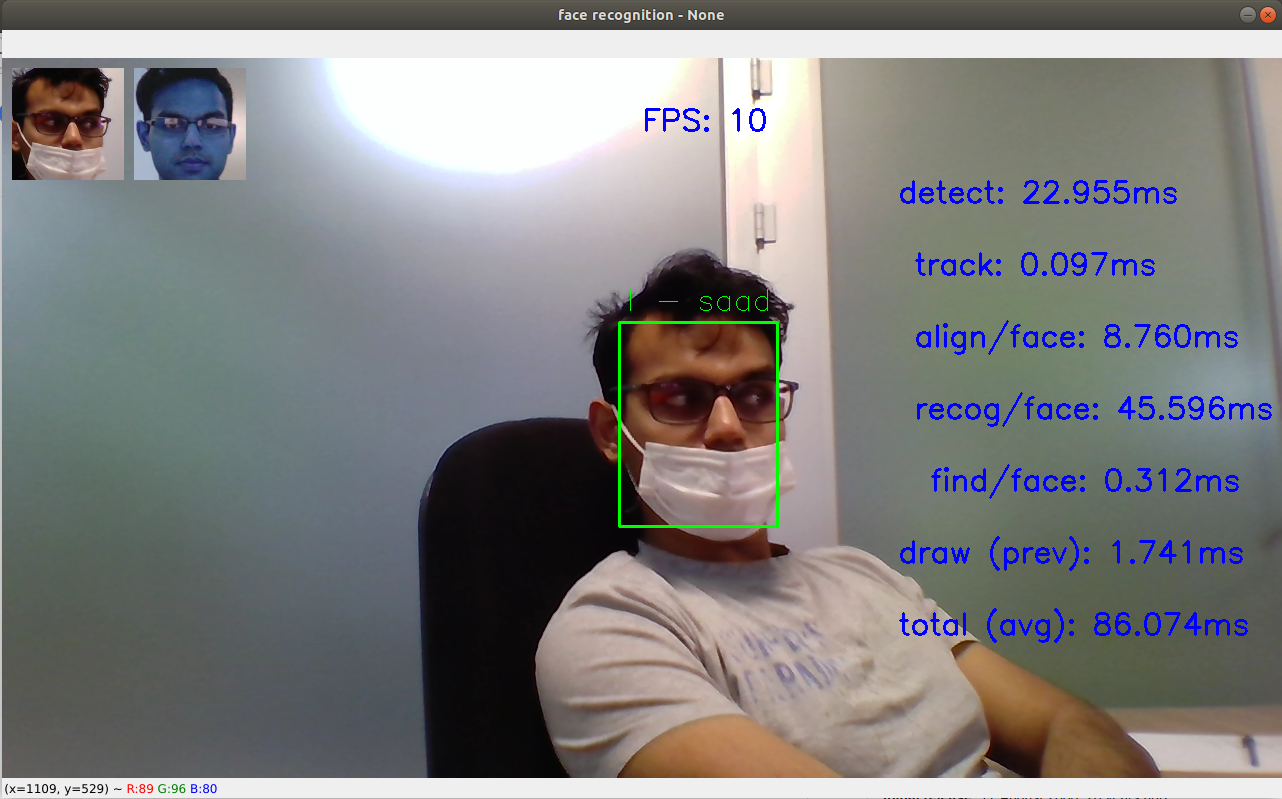 face recognition - None
FPS: 10
detect: 22.955ms
track: 0.097ms
1 - saad
align/face: 8.760ms
recog/face: 45.596ms
find/face: 0.312ms
draw (prev): 1.741ms
total (avg): 86.074ms
(x=1109, y=529) ~ R:89 G:96 B:80